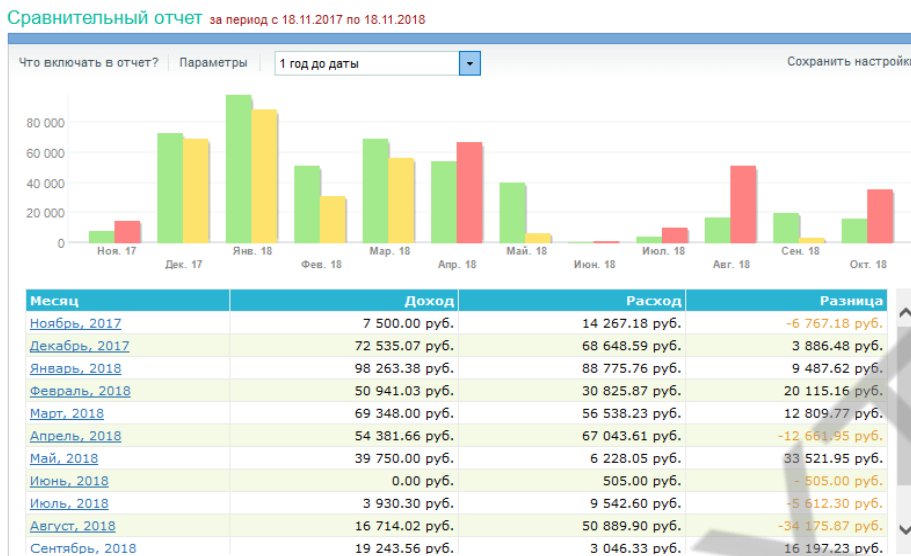 Сравнительный отчет за период с 18.11.2017 по 18.11.2018
Что включать в отчет? Параметры 1 год до даты Сохранить настройки
80 000
60 000
40 000
20 000
0
Ноя. 17 Дек. 17 Янв. 18 Фев. 18 Мар. 18 Апр. 18 Май. 18 Июн. 18 Июл. 18 Авг. 18 Сен. 18 Окт. 18
Месяц Доход Расход Разница
Ноябрь, 2017 7 500.00 руб. 14 267.18 руб. -6 767.18 руб.
Декабрь, 2017 72 535.07 руб. 68 648.59 руб. 3 886.48 руб.
Январь, 2018 98 263.38 руб. 88 775.76 руб. 9 487.62 руб.
Февраль, 2018 50 941.03 руб. 30 825.87 руб. 20 115.16 руб.
Март, 2018 69 348.00 руб. 56 538.23 руб. 12 809.77 руб.
Апрель, 2018 54 381.66 руб. 67 043.61 руб. -12 661.95 руб.
Май, 2018 39 750.00 руб. 6 228.05 руб. 33 521.95 руб.
Июнь, 2018 0.00 руб. 505.00 руб. - 505.00 руб.
Июль, 2018 3 930.30 руб. 9 542.60 руб. -5 612.30 руб.
Август, 2018 16 714.02 руб. 50 889.90 руб. -34 175.87 руб.
Сентябрь, 2018 19 243.56 руб. 3 046.33 руб. 16 197.23 руб.